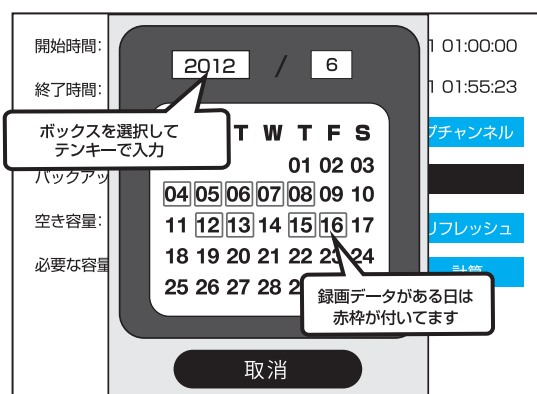 開始時間:
2012 / 6
1 01:00:00
終了時間:
1 01:55:23
ボックスを選択して
テンキーで入力
T W T F S
プチャンネル
バックアッ
01 02 03
04 05 06 07 08 09 10
空き容量:
11 12 13 14 15 16 17
リフレッシュ
必要な容量
18 19 20 21 22 23 24
25 26 27 28 2
録画データがある日は
赤枠が付いてます
取消